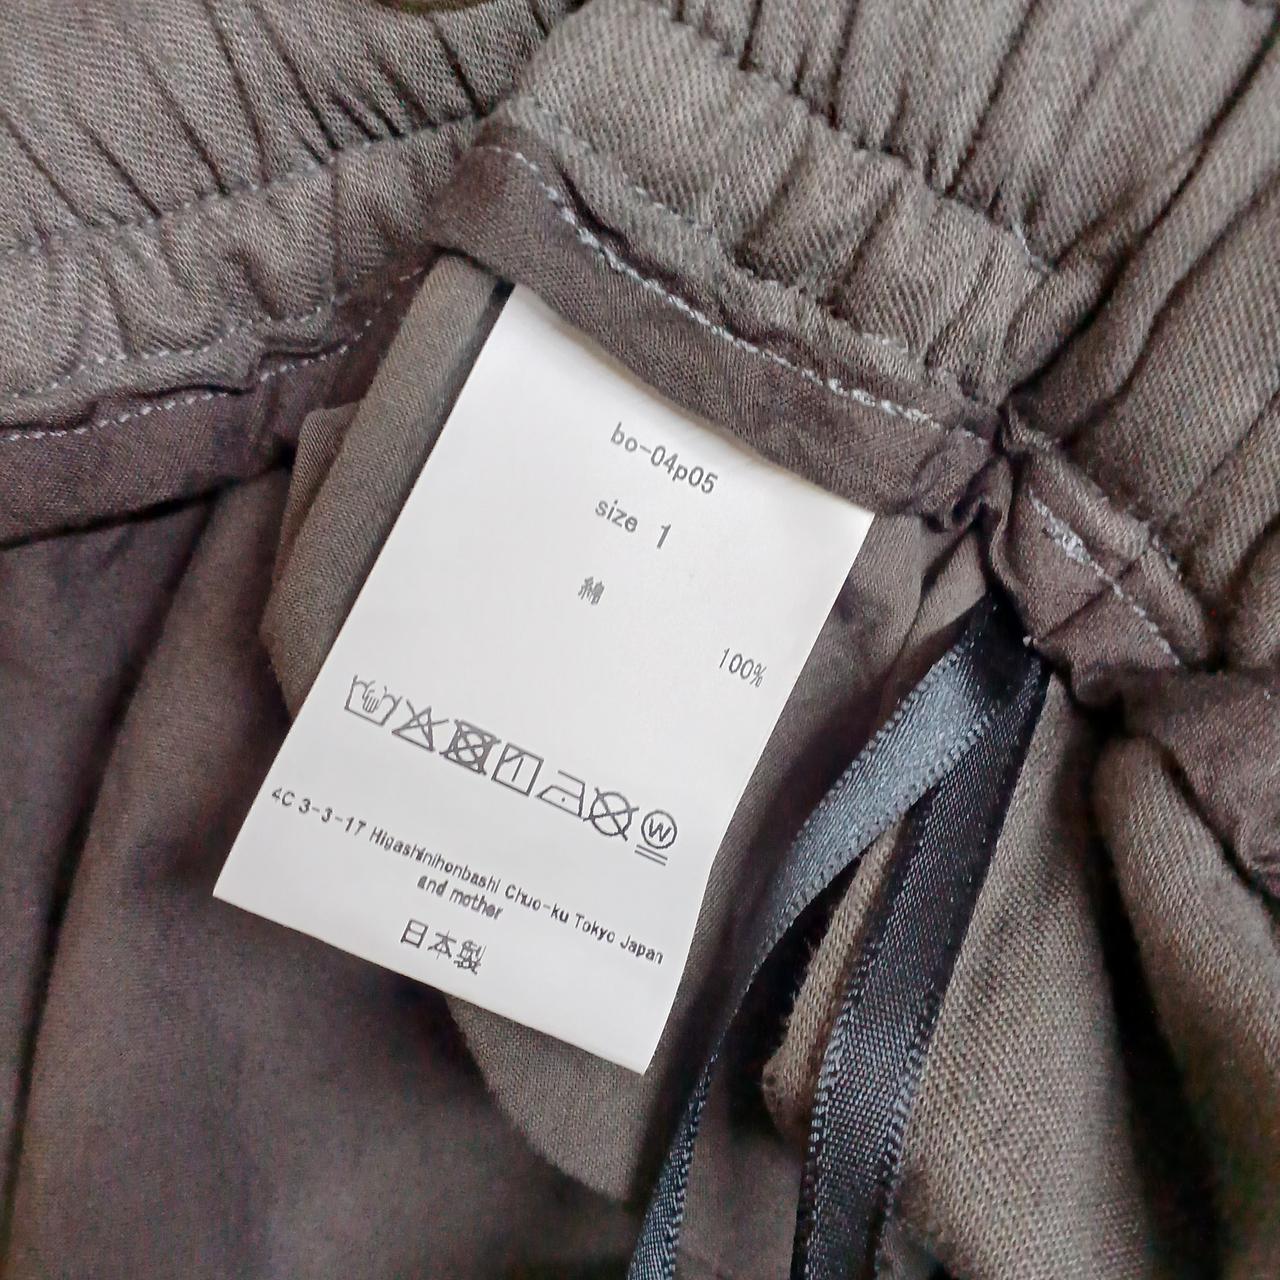 bo-04p05
size 1
綿
100%
W
4C 3-3-17 Higashinihonbashi Chuo-ku Tokyo Japan
and mother
日本製